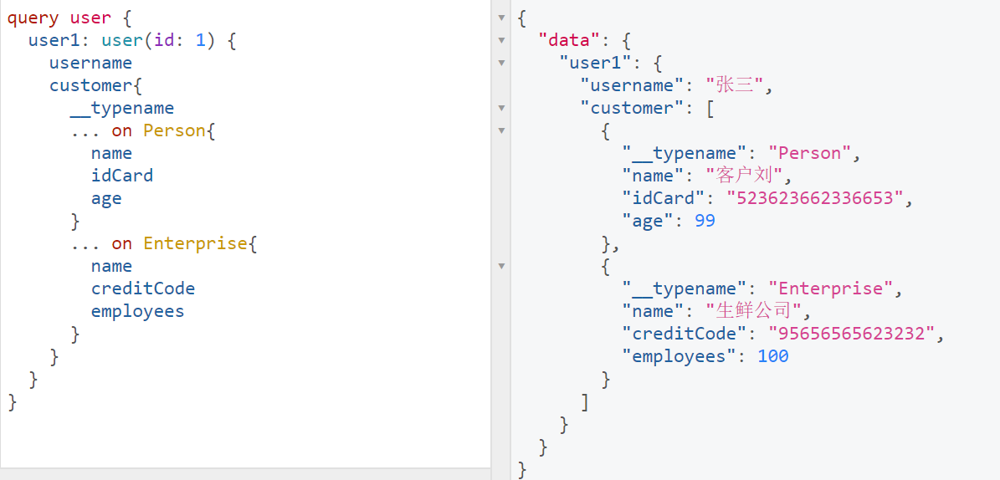 query user {
  user1: user(id: 1) {
    username
    customer{
      __typename
      ... on Person{
        name
        idCard
        age
      }
      ... on Enterprise{
        name
        creditCode
        employees
      }
    }
  }
}
{
  "data": {
    "user1": {
      "username": "张三",
      "customer": [
        {
          "__typename": "Person",
          "name": "客户刘",
          "idCard": "523623662336653",
          "age": 99
        },
        {
          "__typename": "Enterprise",
          "name": "生鲜公司",
          "creditCode": "95656565623232",
          "employees": 100
        }
      ]
    }
  }
}